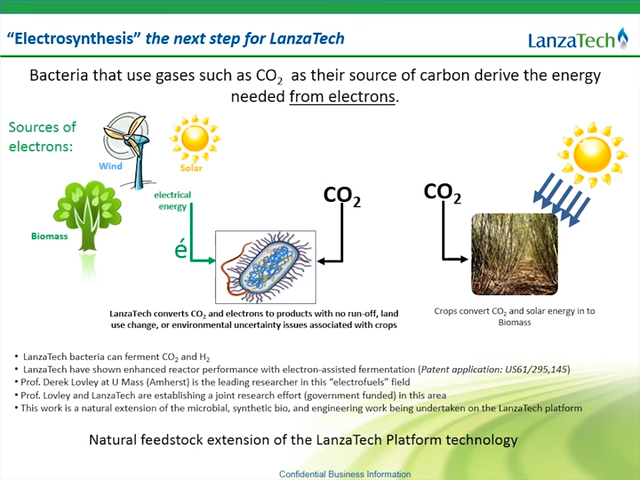 “Electrosynthesis” the next step for LanzaTech
LanzaTech
Bacteria that use gases such as CO2 as their source of carbon derive the energy
needed from electrons.
Sources of
electrons:
Wind
Solar
Biomass
electrical
energy
é
CO2
CO2
LanzaTech converts CO2 and electrons to products with no run-off, land
use change, or environmental uncertainty issues associated with crops
Crops convert CO2 and solar energy in to
Biomass
• LanzaTech bacteria can ferment CO2 and H2
• LanzaTech have shown enhanced reactor performance with electron-assisted fermentation (Patent application: US61/295,145)
• Prof. Derek Lovley at U Mass (Amherst) is the leading researcher in this “electrofuels” field
• Prof. Lovley and LanzaTech are establishing a joint research effort (government funded) in this area
• This work is a natural extension of the microbial, synthetic bio, and engineering work being undertaken on the LanzaTech platform
Natural feedstock extension of the LanzaTech Platform technology
Confidential Business Information